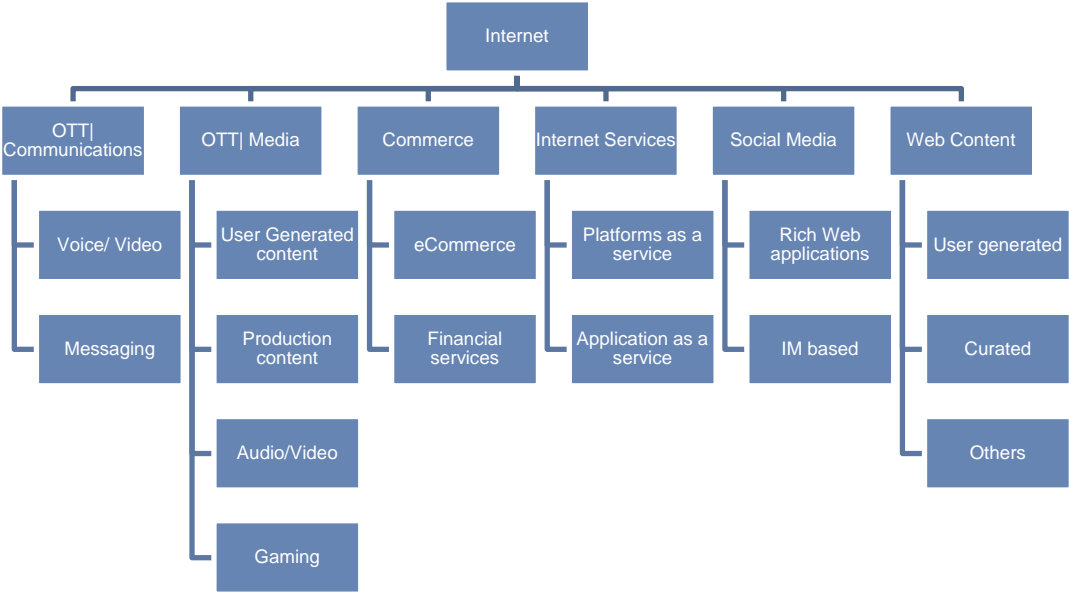 Internet
OTT|
Communications
OTT| Media
Commerce
Internet Services
Social Media
Web Content
Voice/ Video
User Generated
content
eCommerce
Platforms as a
service
Rich Web
applications
User generated
Messaging
Production
content
Financial
services
Application as a
service
IM based
Curated
Audio/Video
Others
Gaming